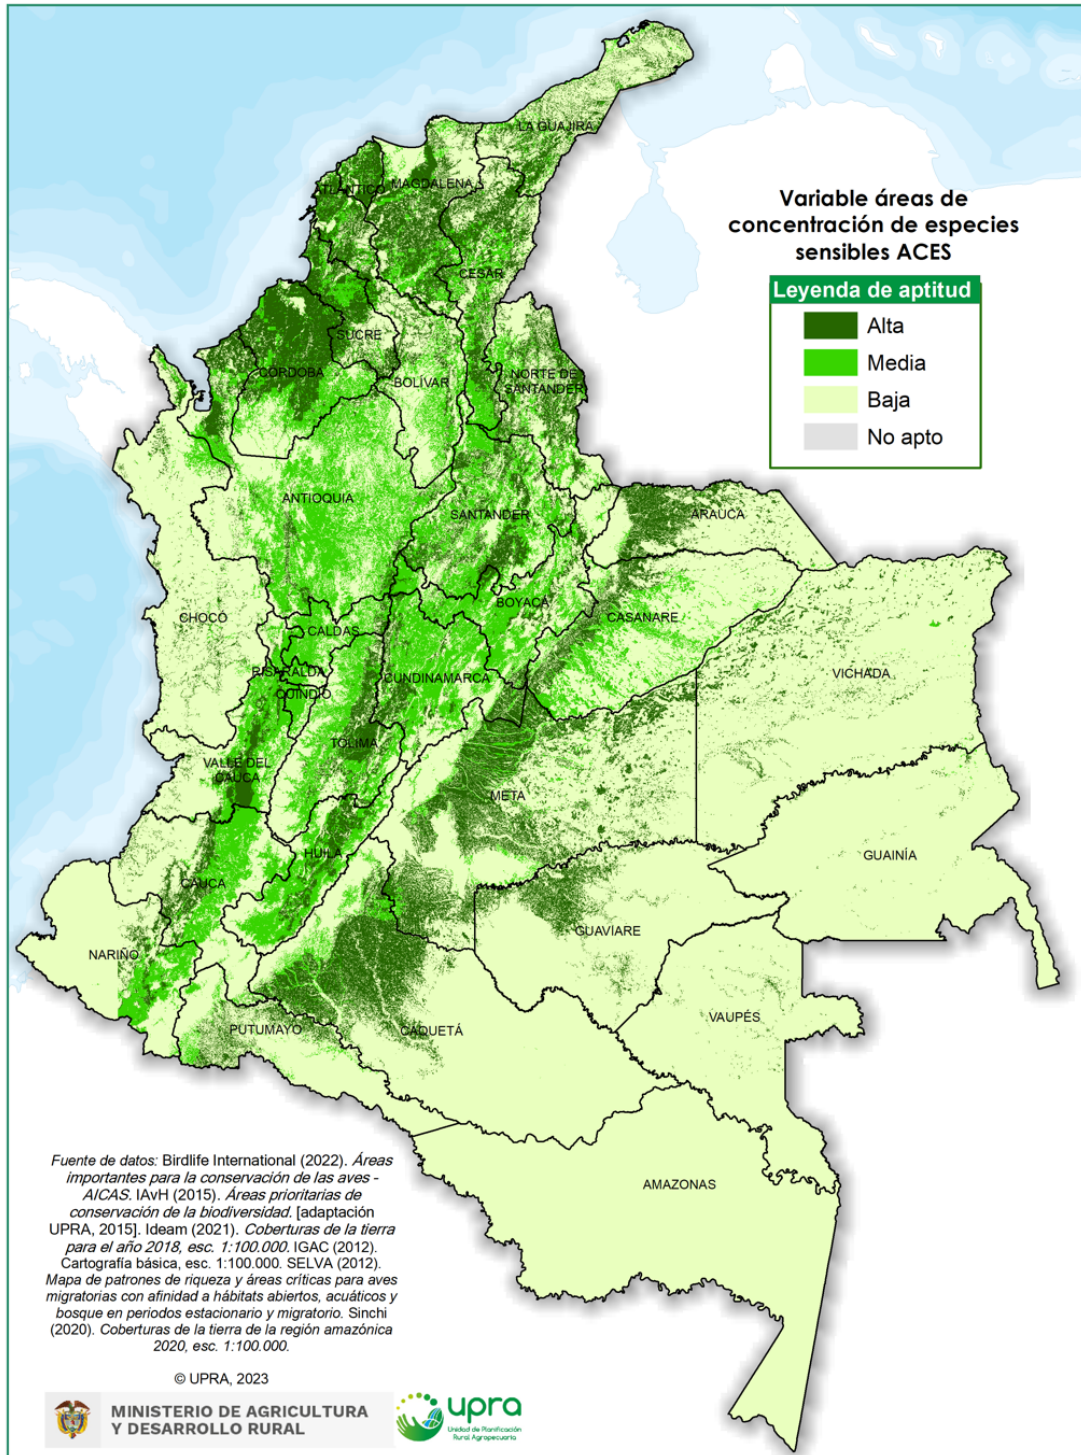 Variable áreas de
concentración de especies
sensibles ACES
Leyenda de aptitud
Alta
Media
Baja
No apto
LA GUAJIRA
ATLÁNTICO
MAGDALENA
CESAR
SUCRE
CÓRDOBA
BOLÍVAR
NORTE DE
SANTANDER
ANTIOQUIA
SANTANDER
ARAUCA
BOYACÁ
CASANARE
CHOCÓ
CALDAS
RISARALDA
CUNDINAMARCA
QUINDÍO
VICHADA
TOLIMA
VALLE DEL
CAUCA
META
HUILA
GUAINÍA
CAUCA
GUAVIARE
NARIÑO
VAUPÉS
PUTUMAYO
CAQUETÁ
AMAZONAS
Fuente de datos: Birdlife International (2022). Áreas
importantes para la conservación de las aves -
AICAS. IAvH (2015). Áreas prioritarias de
conservación de la biodiversidad. [adaptación
UPRA, 2015]. Ideam (2021). Coberturas de la tierra
para el año 2018, esc. 1:100.000. IGAC (2012).
Cartografía básica, esc. 1:100.000. SELVA (2012).
Mapa de patrones de riqueza y áreas críticas para aves
migratorias con afinidad a hábitats abiertos, acuáticos y
bosque en periodos estacionario y migratorio. Sinchi
(2020). Coberturas de la tierra de la región amazónica
2020, esc. 1:100.000.
© UPRA, 2023
MINISTERIO DE AGRICULTURA
Y DESARROLLO RURAL
upra
Unidad de Planificación
Rural Agropecuaria